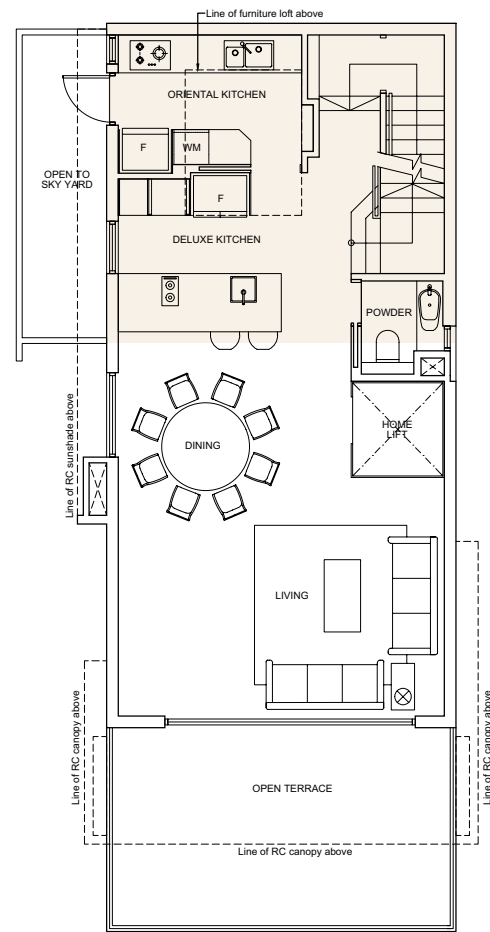 Line of furniture loft above
ORIENTAL KITCHEN
F
WM
OPEN TO
SKY YARD
F
DELUXE KITCHEN
POWDER
HOME
LIFT
DINING
Line of RC sunshade above
LIVING
Line of RC canopy above
Line of RC canopy above
OPEN TERRACE
Line of RC canopy above